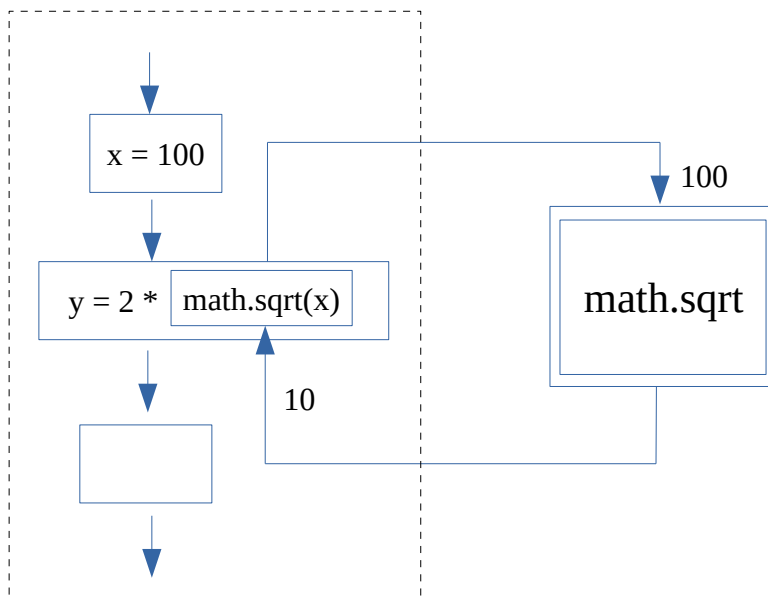 x = 100
100
y = 2 * math.sqrt(x)
math.sqrt
10